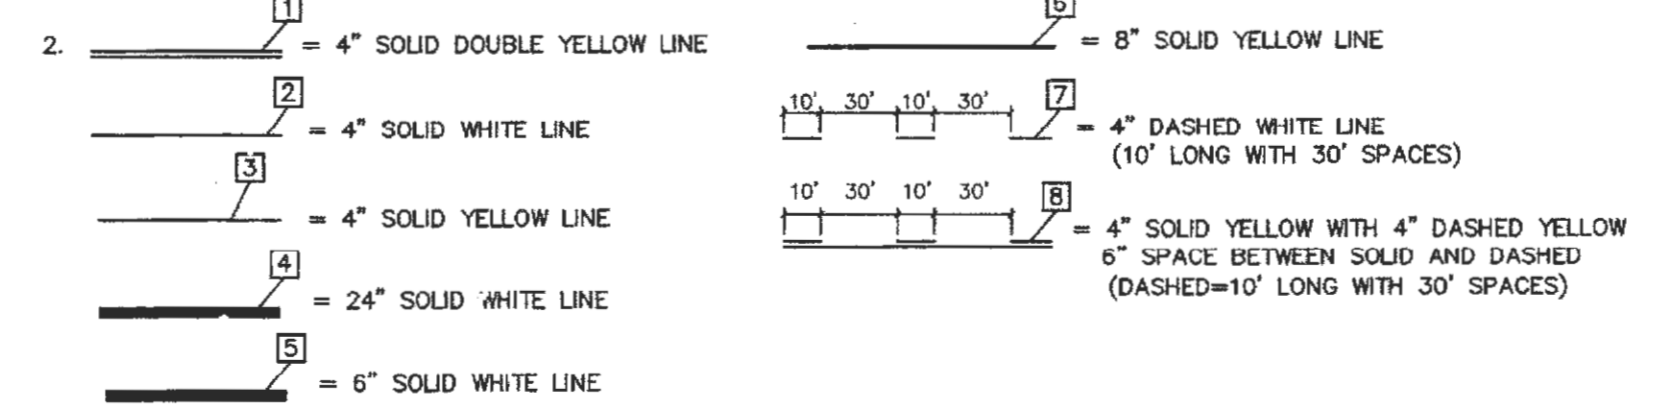 2.
1
= 4" SOLID DOUBLE YELLOW LINE
2
= 4" SOLID WHITE LINE
3
= 4" SOLID YELLOW LINE
4
= 24" SOLID WHITE LINE
5
= 6" SOLID WHITE LINE
6
= 8" SOLID YELLOW LINE
10' 30' 10' 30'
7
= 4" DASHED WHITE LINE
(10' LONG WITH 30' SPACES)
10' 30' 10' 30'
8
= 4" SOLID YELLOW WITH 4" DASHED YELLOW
6" SPACE BETWEEN SOLID AND DASHED
(DASHED=10' LONG WITH 30' SPACES)